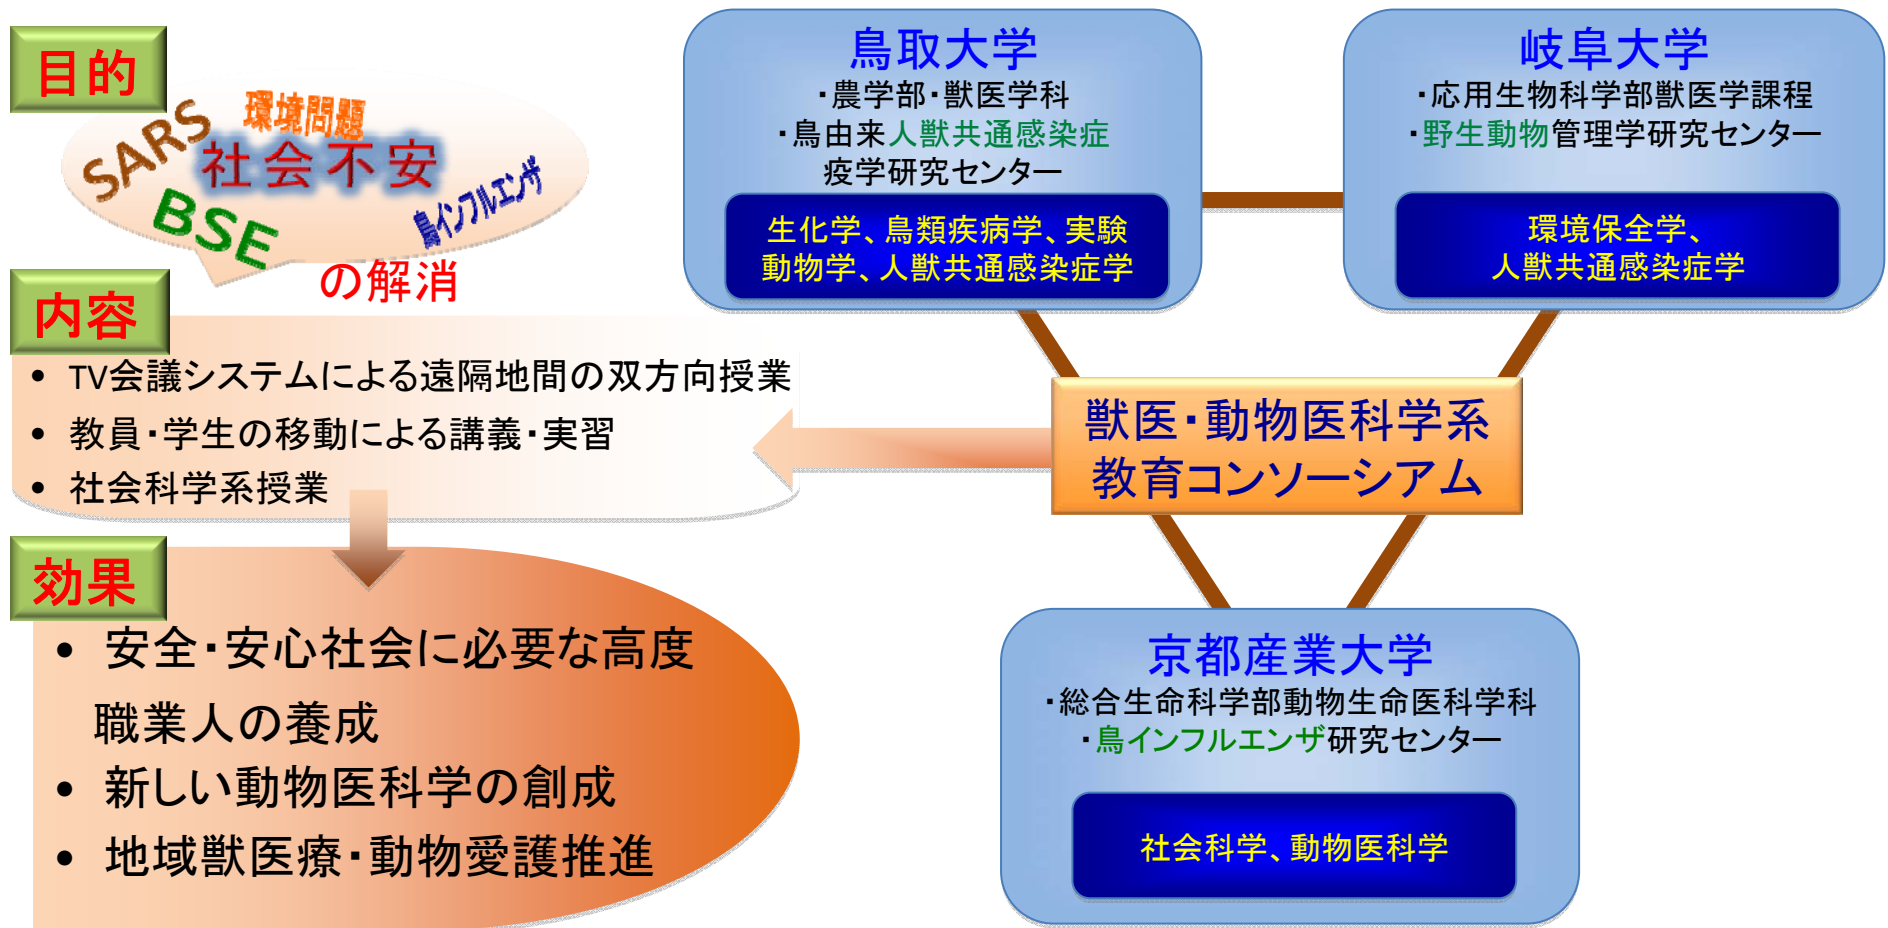 目的
SARS
環境問題
社会不安
BSE
鳥インフルエンザ
の解消
内容
• TV会議システムによる遠隔地間の双方向授業
• 教員・学生の移動による講義・実習
• 社会科学系授業
効果
• 安全・安心社会に必要な高度
職業人の養成
• 新しい動物医科学の創成
• 地域獣医療・動物愛護推進
鳥取大学
・農学部・獣医学科
・鳥由来人獣共通感染症
疫学研究センター
生化学、鳥類疾病学、実験
動物学、人獣共通感染症学
岐阜大学
・応用生物科学部獣医学課程
・野生動物管理学研究センター
環境保全学、
人獣共通感染症学
獣医・動物医科学系
教育コンソーシアム
京都産業大学
・総合生命科学部動物生命医科学科
・鳥インフルエンザ研究センター
社会科学、動物医科学